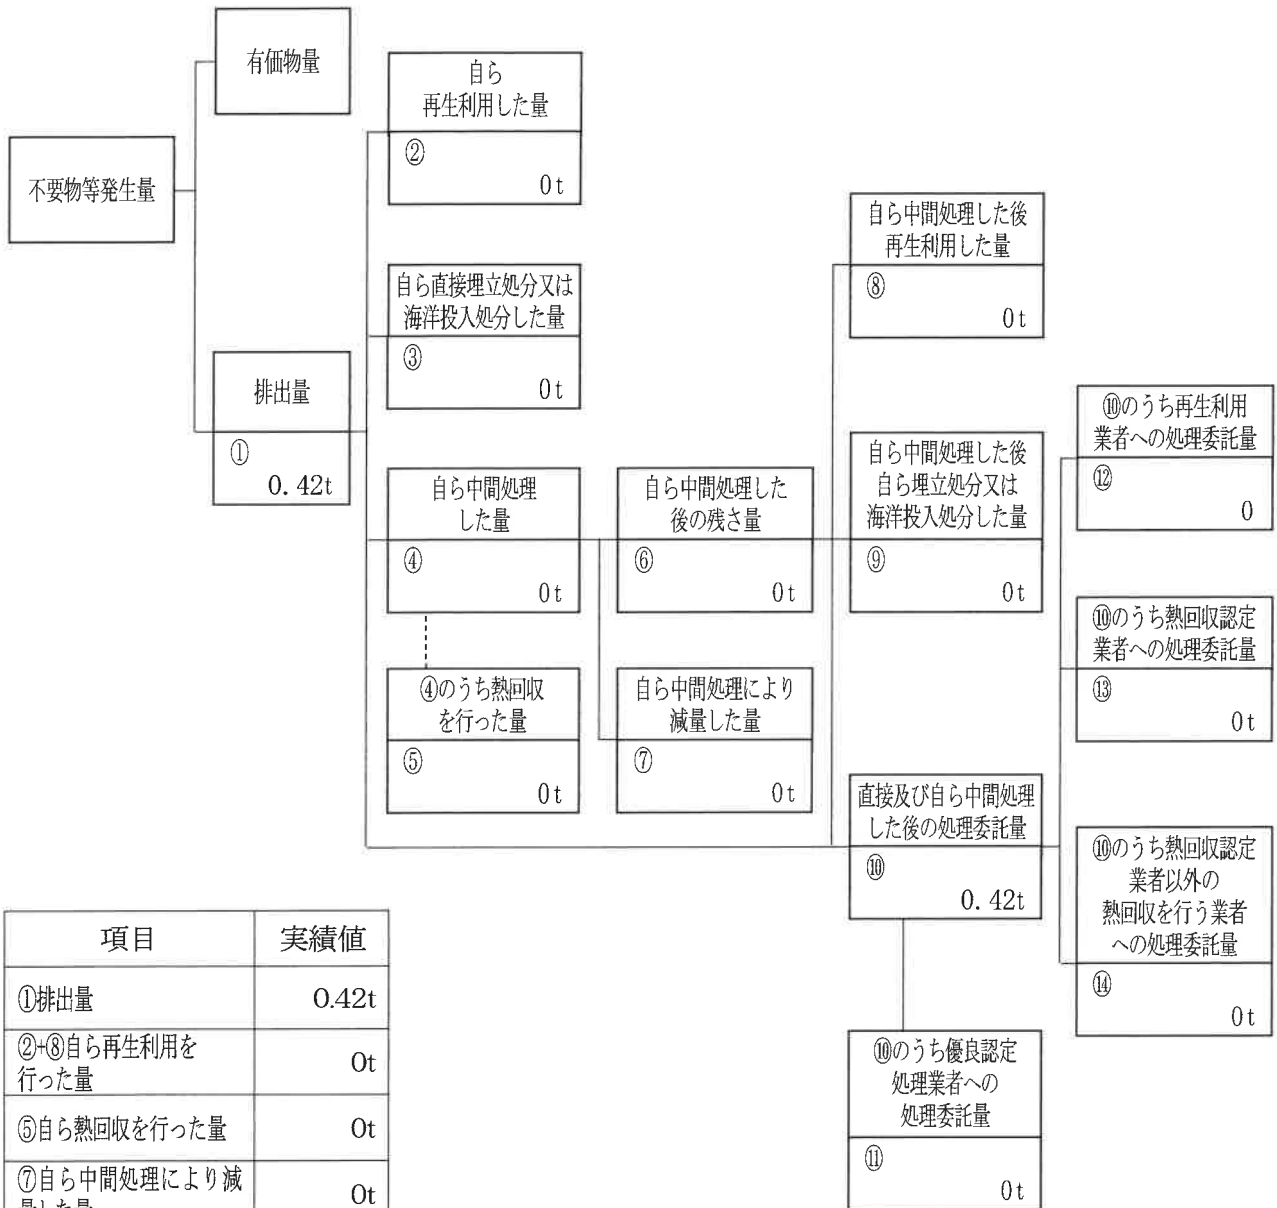 有価物量
不要物等発生量
排出量
①
0.42t
自ら
再生利用した量
②
0t
自ら直接埋立処分又は
海洋投入処分した量
③
0t
自ら中間処理
した量
④
0t
④のうち熱回収
を行った量
⑤
0t
自ら中間処理した
後の残さ量
⑥
0t
自ら中間処理により
減量した量
⑦
0t
自ら中間処理した後
再生利用した量
⑧
0t
自ら中間処理した後
自ら埋立処分又は
海洋投入処分した量
⑨
0t
直接及び自ら中間処理
した後の処理委託量
⑩
0.42t
⑩のうち優良認定
処理業者への
処理委託量
⑪
0t
⑩のうち再生利用
業者への処理委託量
⑫
0
⑩のうち熱回収認定
業者への処理委託量
⑬
0t
⑩のうち熱回収認定
業者以外の
熱回収を行う業者
への処理委託量
⑭
0t
項目 実績値
①排出量 0.42t
②+⑧自ら再生利用を
行った量 0t
⑤自ら熱回収を行った量 0t
⑦自ら中間処理により減 0t